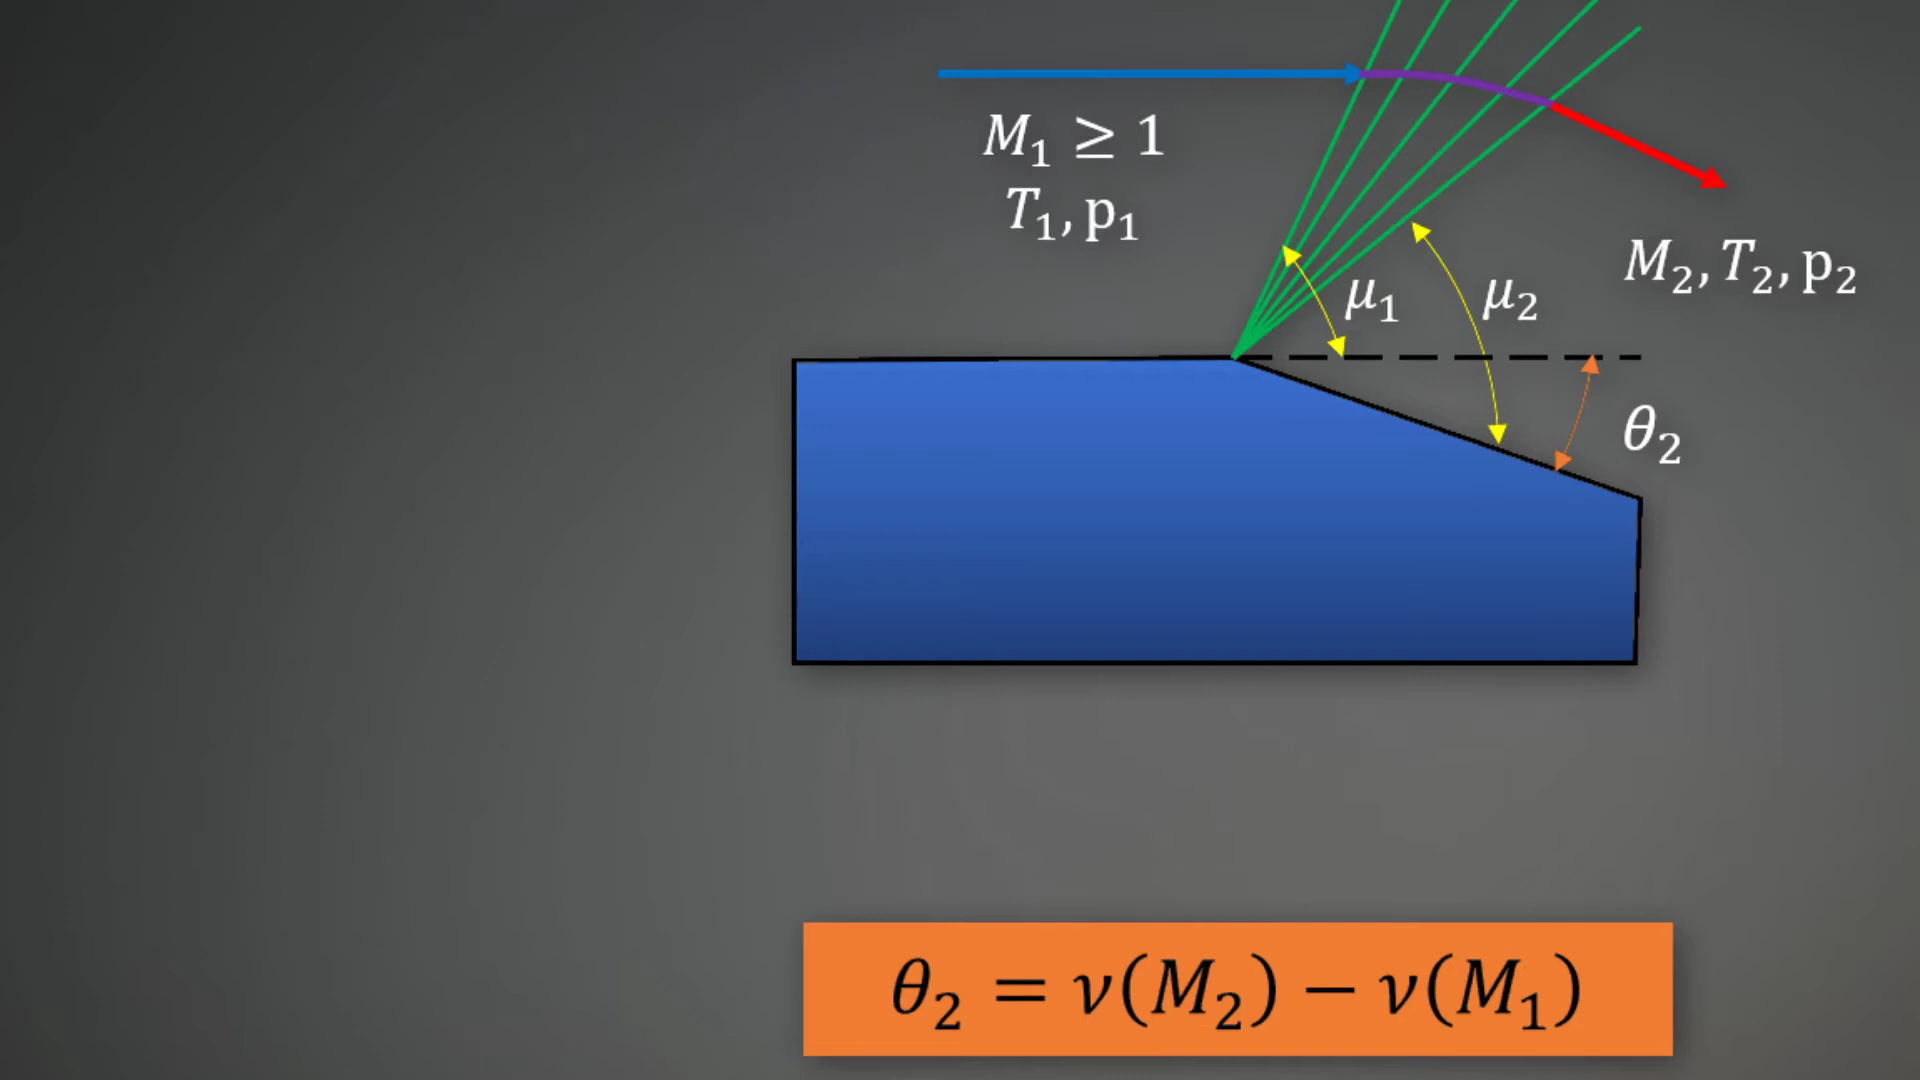 M₁ ≥ 1
T₁, p₁
M₂, T₂, p₂
μ₁
μ₂
θ₂
θ₂ = ν(M₂) − ν(M₁)